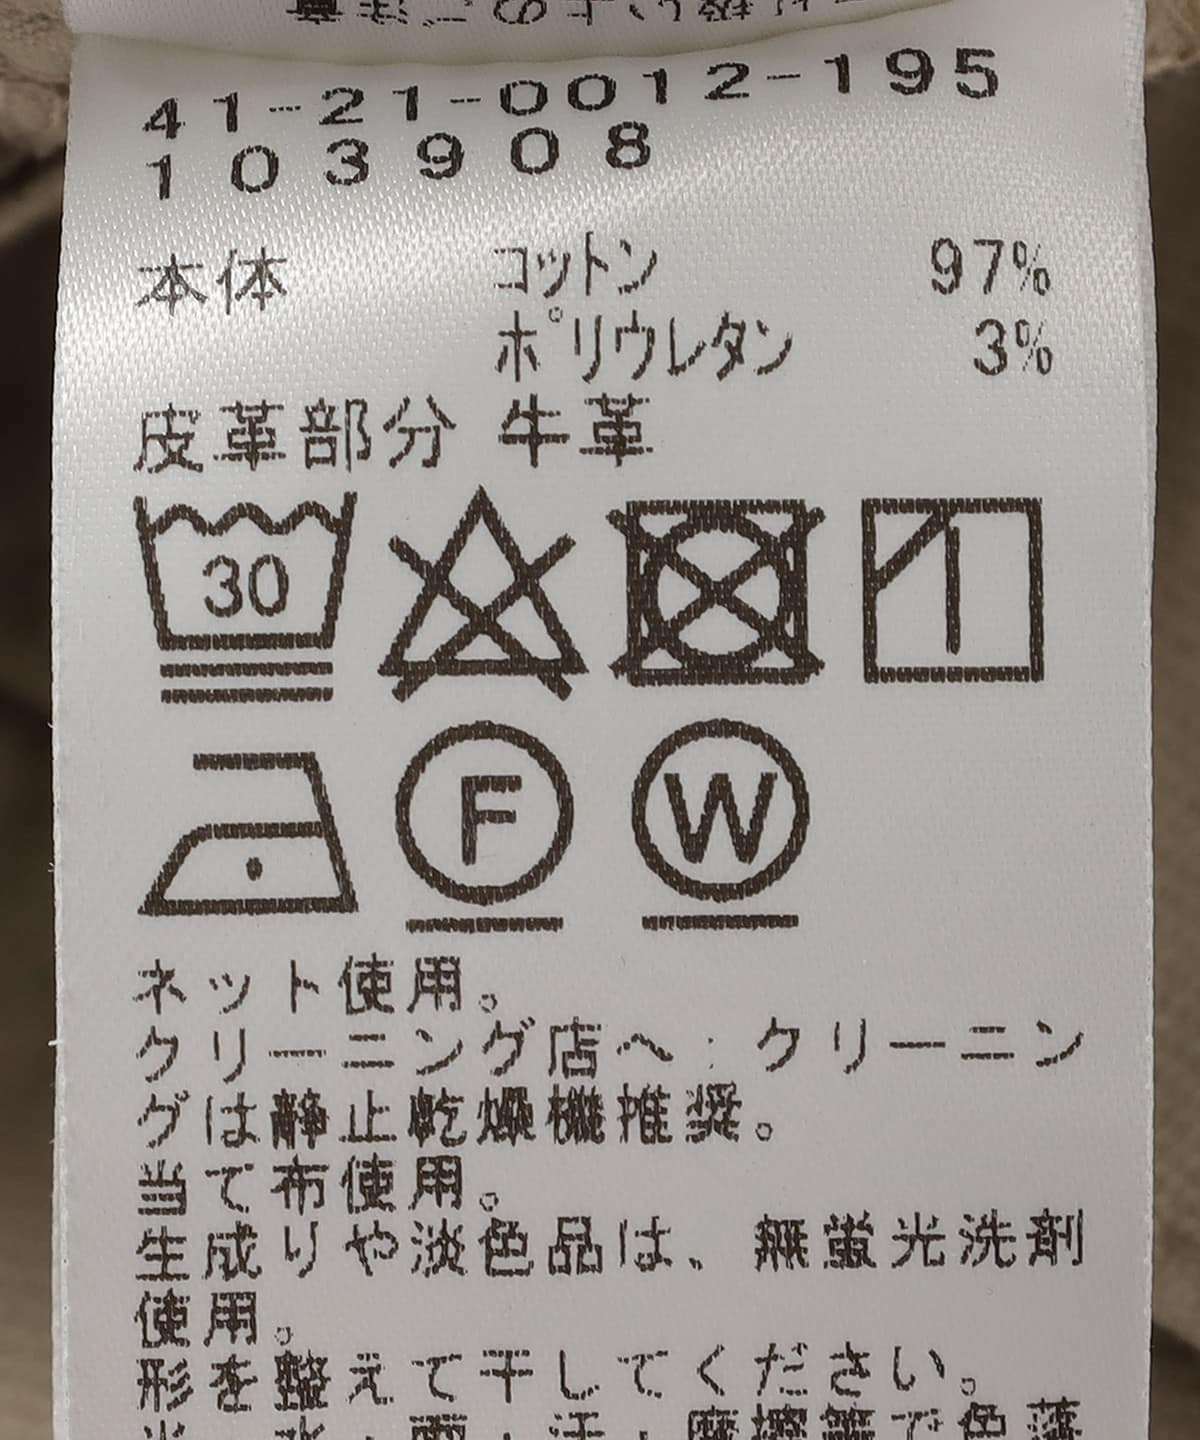 41-21-0012-195
103908
本体 コットン 97%
ポリウレタン 3%
皮革部分 牛革
30
F W
ネット使用。
クリーニング店へ:クリーニン
グは静止乾燥機推奨。
当て布使用。
生成りや淡色品は、無蛍光洗剤
使用。
形を整えて干してください。